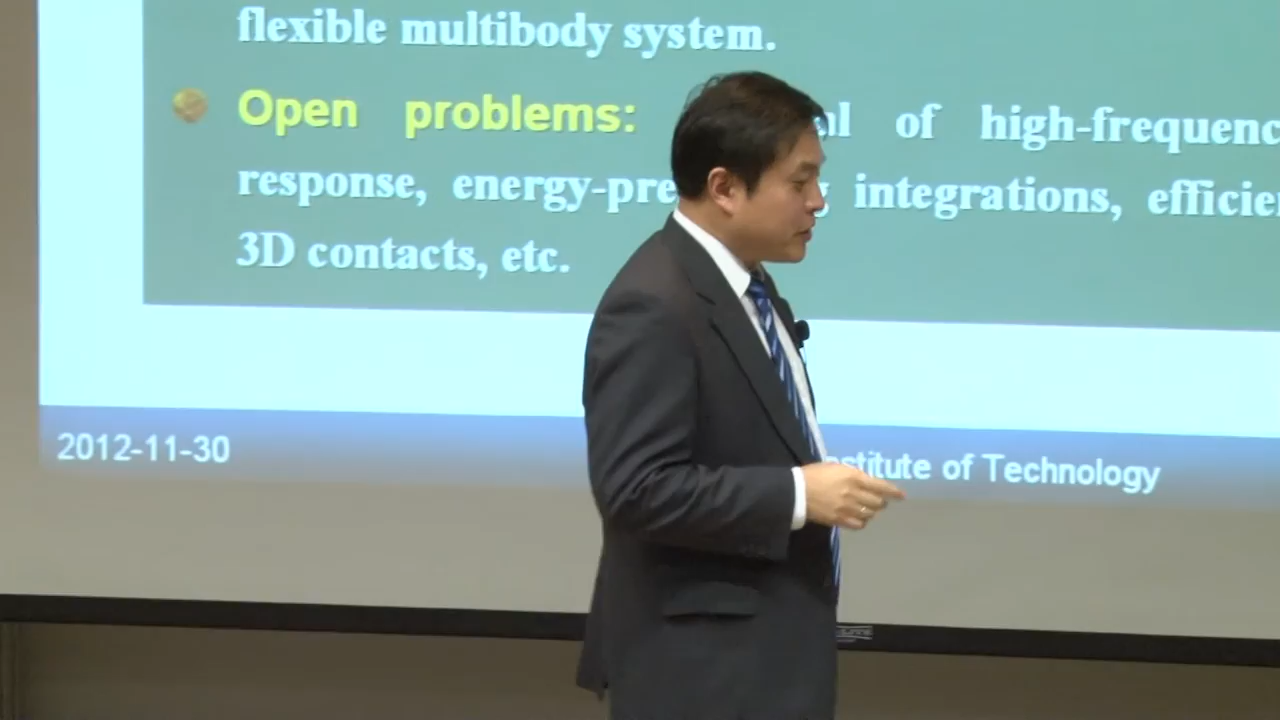 flexible multibody system.
Open problems: al of high-frequenc
response, energy-pre g integrations, efficie
3D contacts, etc.
2012-11-30 stitute of Technology